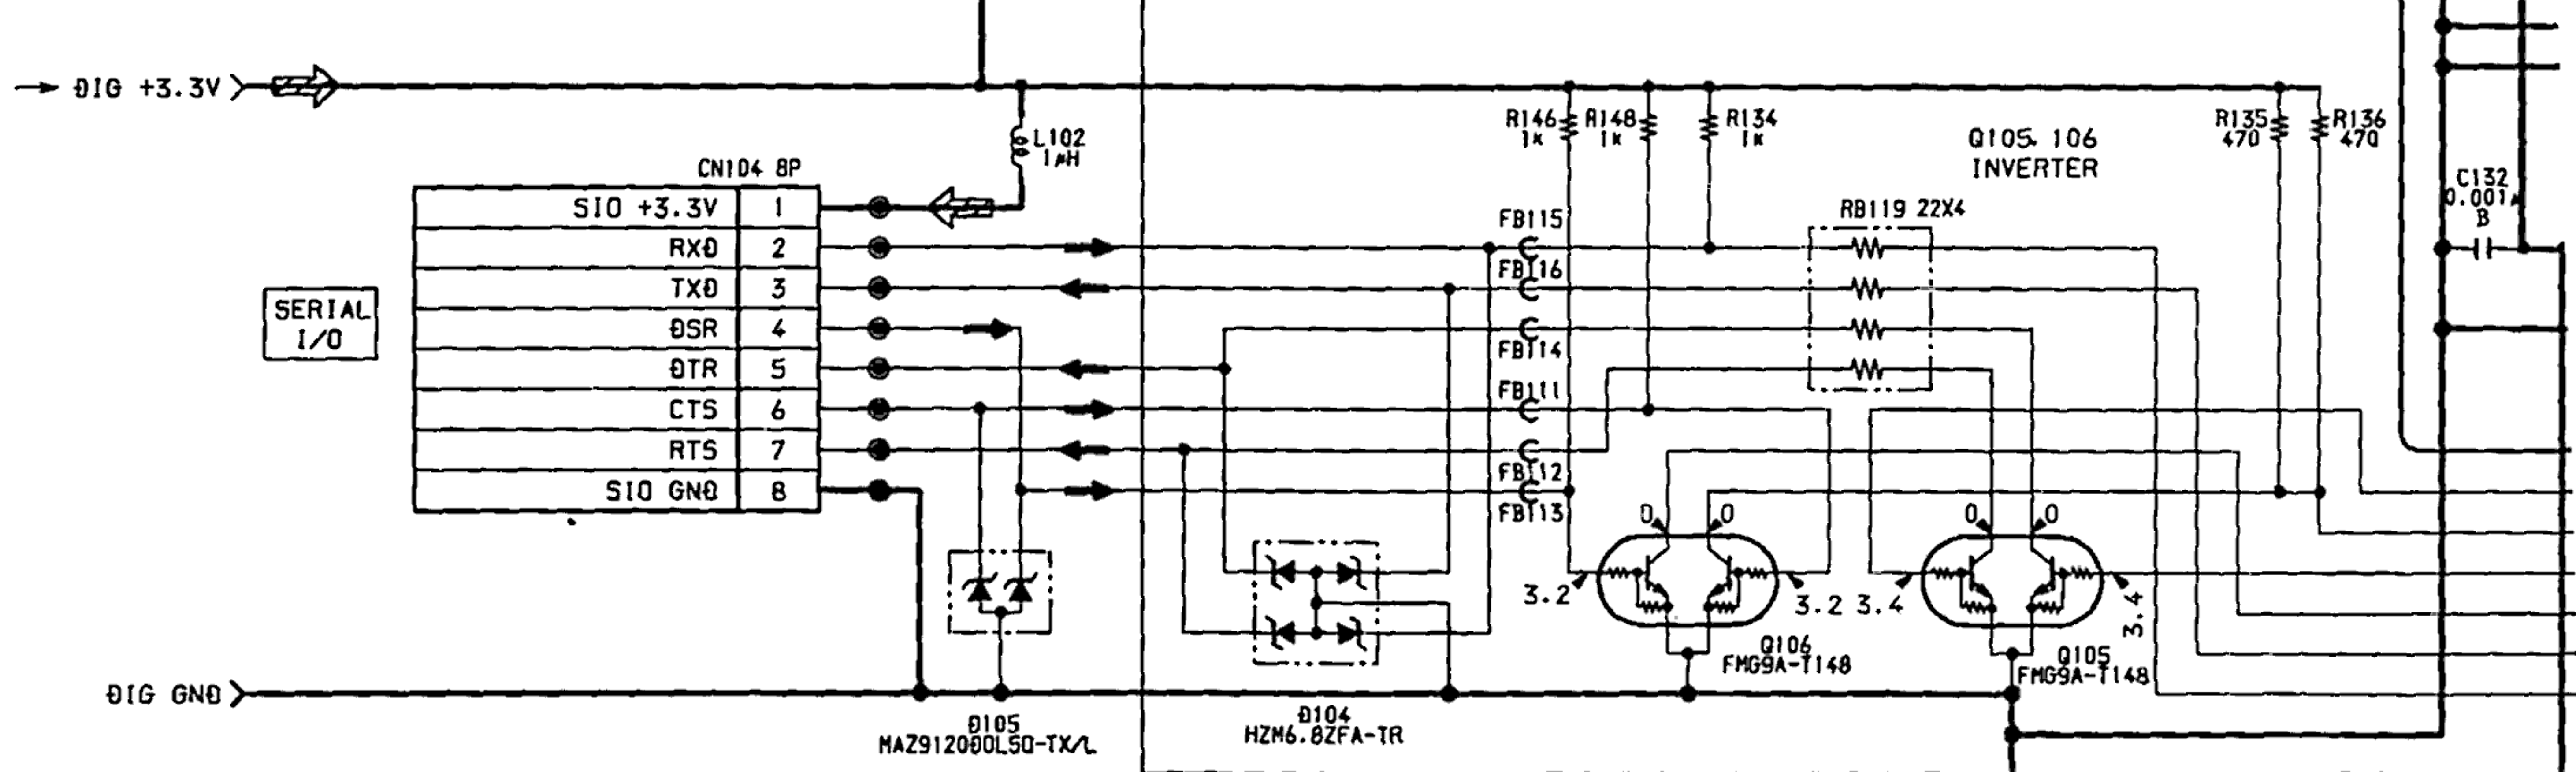 DIG +3.3V
L102
1μH
CN104 8P
SIO +3.3V 1
RXD 2
TXD 3
DSR 4
DTR 5
CTS 6
RTS 7
SIO GND 8
SERIAL
I/O
DIG GND
D105
MAZ912000LSO-TX/L
D104
HZM6.8ZFA-TR
FB115
FB116
FB114
FB111
FB112
FB113
R146
1k
R148
1k
R134
1k
Q105, 106
INVERTER
RB119 22X4
R135
470
R136
470
C132
0.001μ
B
0
0
3.2
3.2
Q106
FMG9A-T148
0
0
3.4
3.4
Q105
FMG9A-T148